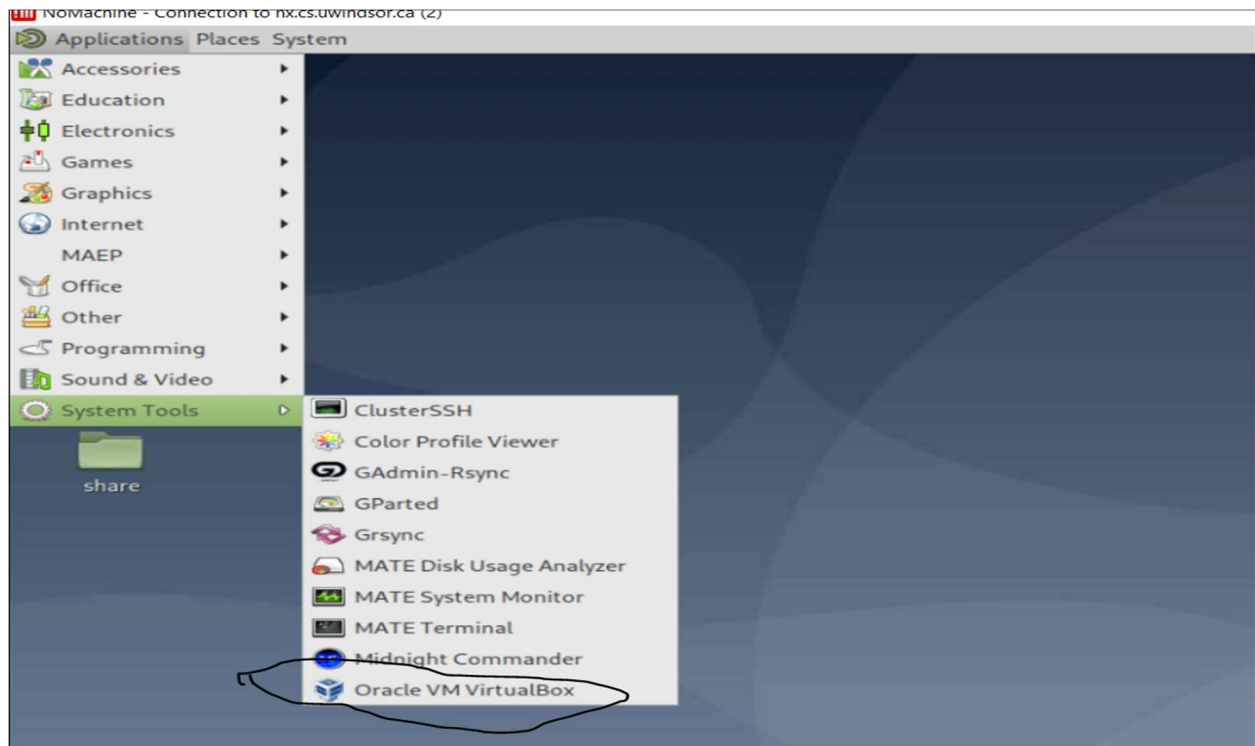 NoMachine - Connection to nx.cs.uwindsor.ca (2)
Applications Places System
Accessories
Education
Electronics
Games
Graphics
Internet
MAEP
Office
Other
Programming
Sound & Video
System Tools
share
ClusterSSH
Color Profile Viewer
GAdmin-Rsync
GParted
Grsync
MATE Disk Usage Analyzer
MATE System Monitor
MATE Terminal
Midnight Commander
Oracle VM VirtualBox